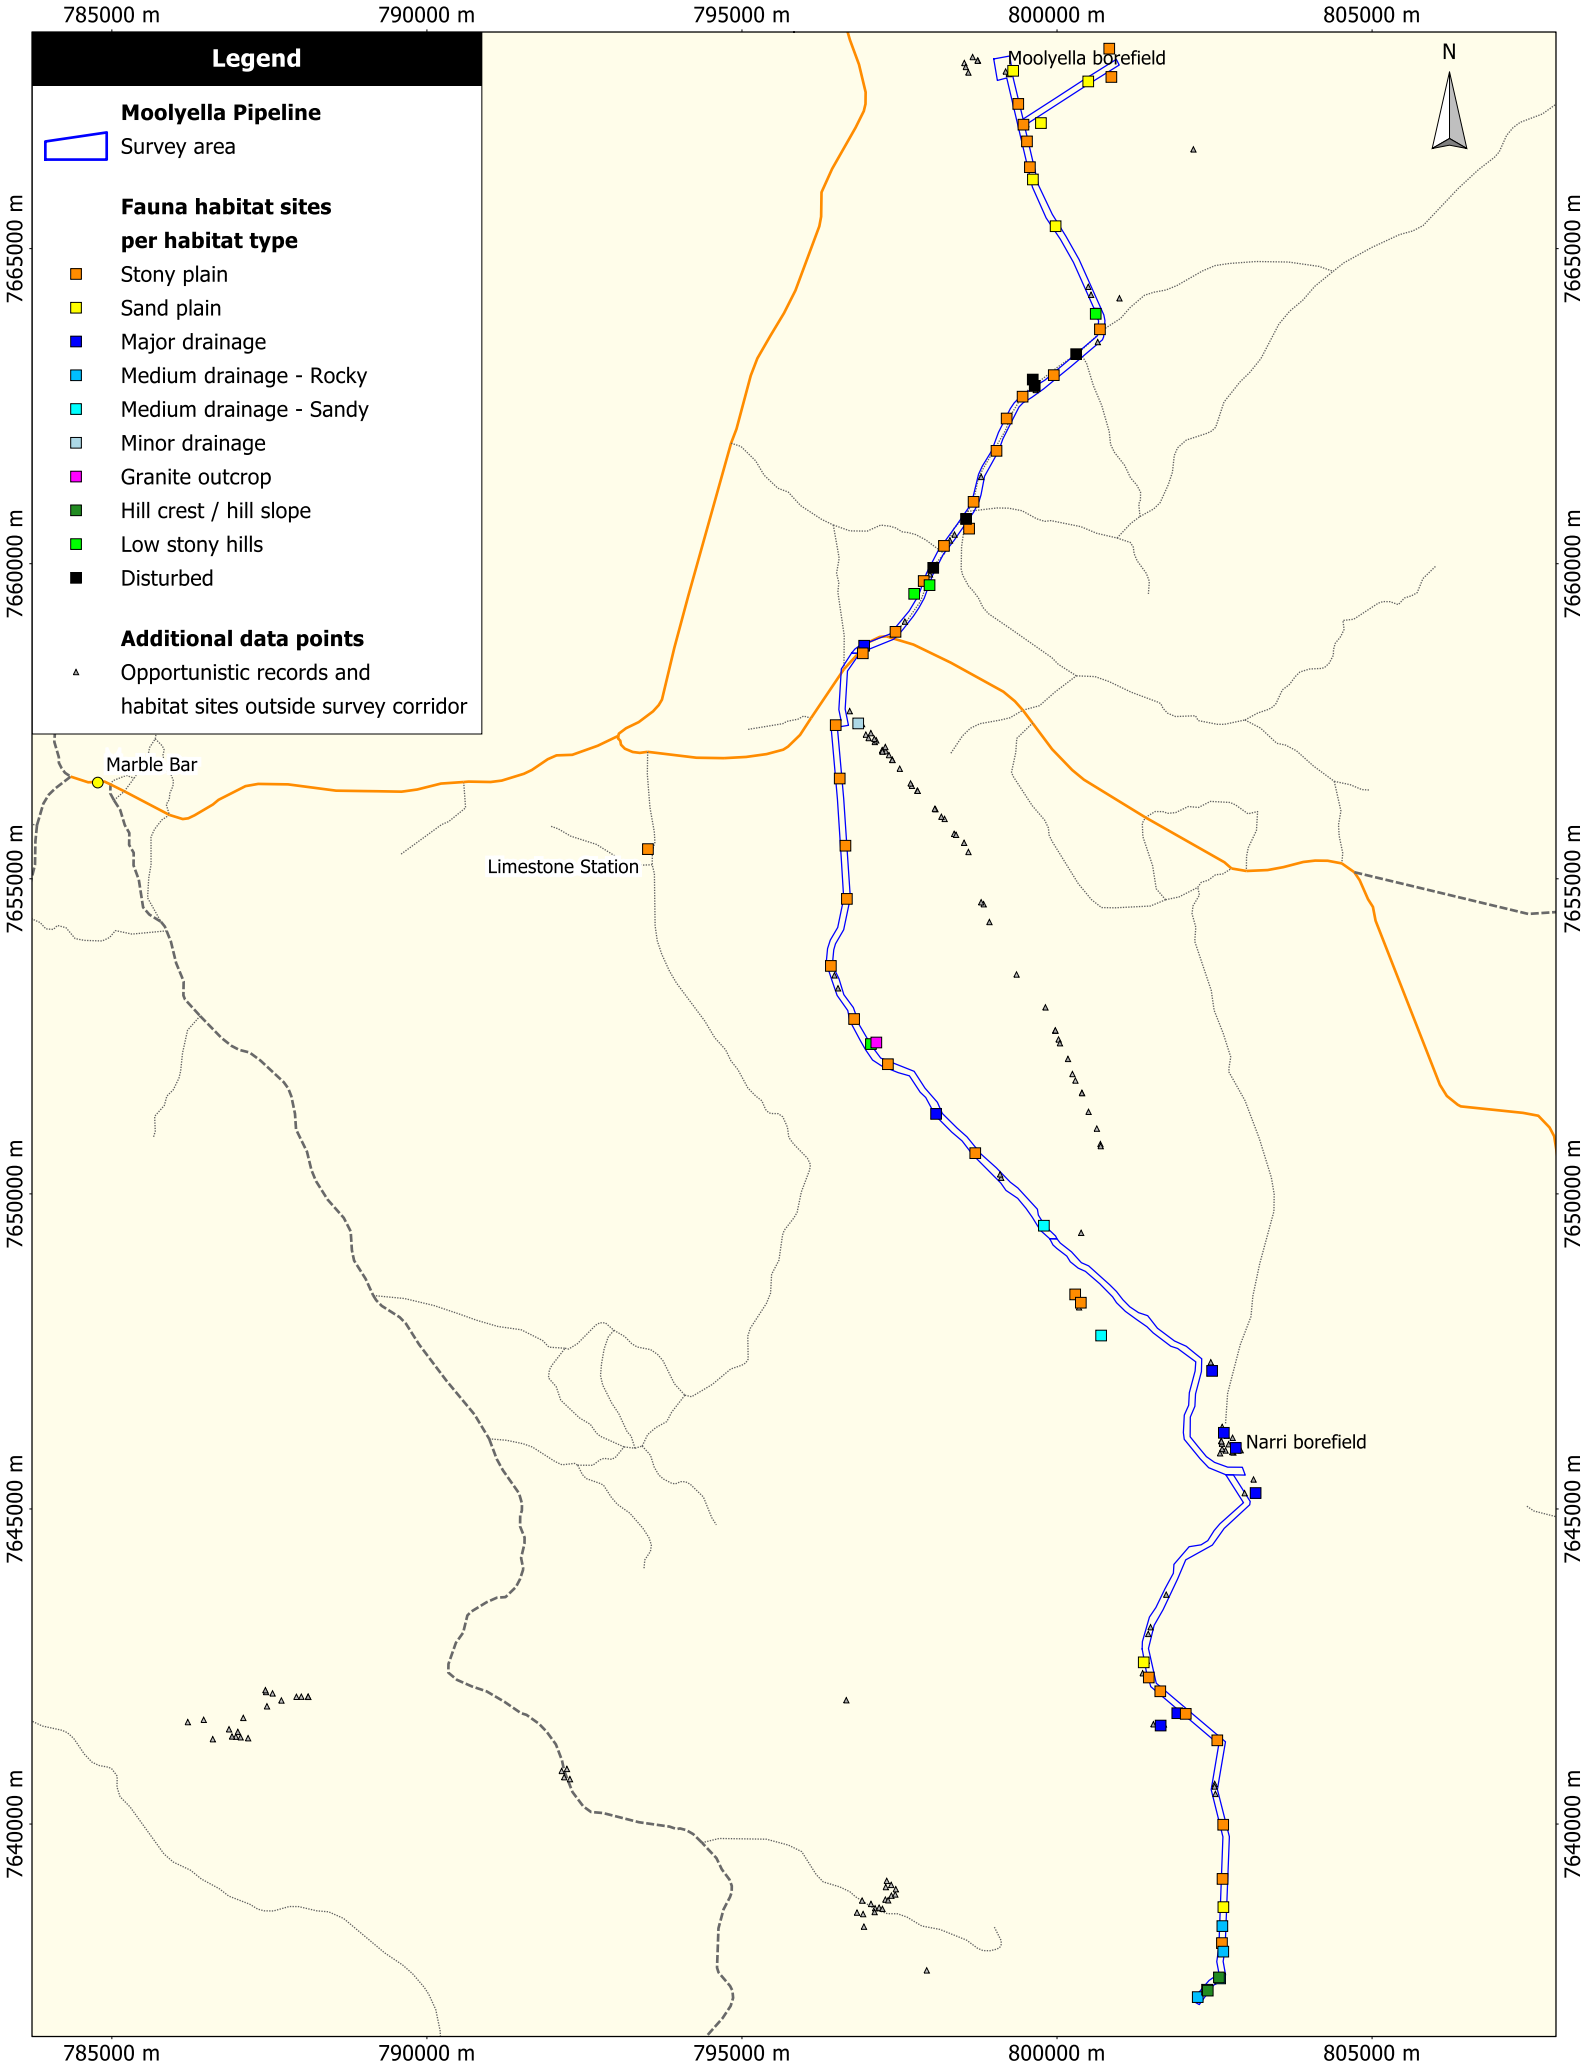 785000 m
790000 m
795000 m
800000 m
805000 m
Legend
Moolyella Pipeline
Survey area
Fauna habitat sites
per habitat type
Stony plain
Sand plain
Major drainage
Medium drainage - Rocky
Medium drainage - Sandy
Minor drainage
Granite outcrop
Hill crest / hill slope
Low stony hills
Disturbed
Additional data points
Opportunistic records and
habitat sites outside survey corridor
Moolyella borefield
N
Marble Bar
Limestone Station
Narri borefield
7665000 m
7660000 m
7655000 m
7650000 m
7645000 m
7640000 m
7665000 m
7660000 m
7655000 m
7650000 m
7645000 m
7640000 m
785000 m
790000 m
795000 m
800000 m
805000 m